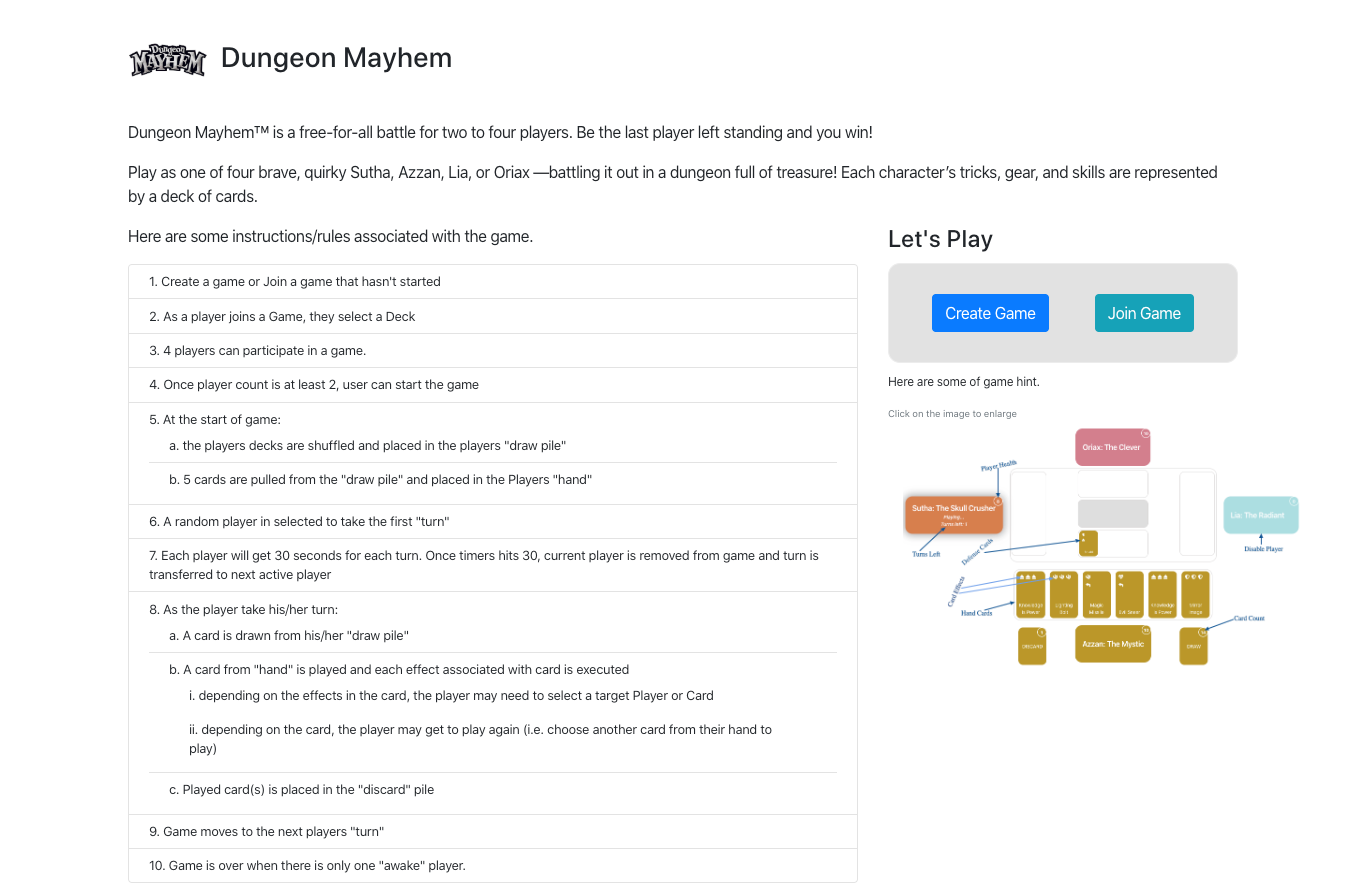 Dungeon MAYHEM
Dungeon Mayhem
Dungeon Mayhem™ is a free-for-all battle for two to four players. Be the last player left standing and you win!
Play as one of four brave, quirky Sutha, Azzan, Lia, or Oriax —battling it out in a dungeon full of treasure! Each character's tricks, gear, and skills are represented
by a deck of cards.
Here are some instructions/rules associated with the game.
1. Create a game or Join a game that hasn't started
2. As a player joins a Game, they select a Deck
3. 4 players can participate in a game.
4. Once player count is at least 2, user can start the game
5. At the start of game:
a. the players decks are shuffled and placed in the players "draw pile"
b. 5 cards are pulled from the "draw pile" and placed in the Players "hand"
6. A random player in selected to take the first "turn"
7. Each player will get 30 seconds for each turn. Once timers hits 30, current player is removed from game and turn is
transferred to next active player
8. As the player take his/her turn:
a. A card is drawn from his/her "draw pile"
b. A card from "hand" is played and each effect associated with card is executed
i. depending on the effects in the card, the player may need to select a target Player or Card
ii. depending on the card, the player may get to play again (i.e. choose another card from their hand to
play)
c. Played card(s) is placed in the "discard" pile
9. Game moves to the next players "turn"
10. Game is over when there is only one "awake" player.
Let's Play
Create Game
Join Game
Here are some of game hint.
Click on the image to enlarge
Oriax: The Clever
Player Health
Sutha: The Skull Crusher
Playing...
Turns left: 1
Lia: The Radiant
Turns Left
Defense Cards
Disable Player
Card Effects
Hand Cards
Knowledge
is Power
Lightning
Bolt
Magic
Missile
Knowledge
is Power
Mirror
Image
Card Count
DISCARD
Azzan: The Mystic
DRAW